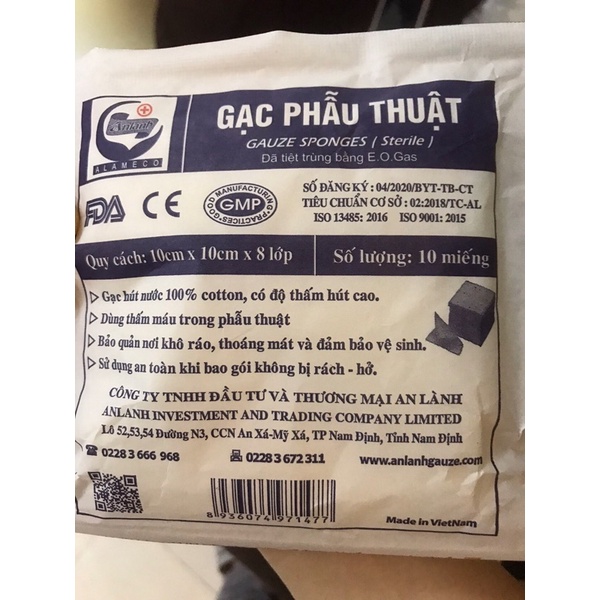 Anlành
ALAMECO
GẠC PHẪU THUẬT
GAUZE SPONGES ( Sterile )
Đã tiệt trùng bằng E.O.Gas
FDA CE
GOOD MANUFACTURING PRACTICES
GMP
SỐ ĐĂNG KÝ : 04/2020/BYT-TB-CT
TIÊU CHUẨN CƠ SỞ : 02:2018/TC-AL
ISO 13485: 2016 ISO 9001: 2015
Quy cách: 10cm x 10cm x 8 lớp Số lượng: 10 miếng
Gạc hút nước 100% cotton, có độ thấm hút cao.
Dùng thấm máu trong phẫu thuật
Bảo quản nơi khô ráo, thoáng mát và đảm bảo vệ sinh.
Sử dụng an toàn khi bao gói không bị rách - hở.
CÔNG TY TNHH ĐẦU TƯ VÀ THƯƠNG MẠI AN LÀNH
ANLANH INVESTMENT AND TRADING COMPANY LIMITED
Lô 52,53,54 Đường N3, CCN An Xá-Mỹ Xá, TP Nam Định, Tỉnh Nam Định
0228 3 666 968 0228 3 672 311 www.anlanhgauze.com
8 936074 971477
Made in VietNam